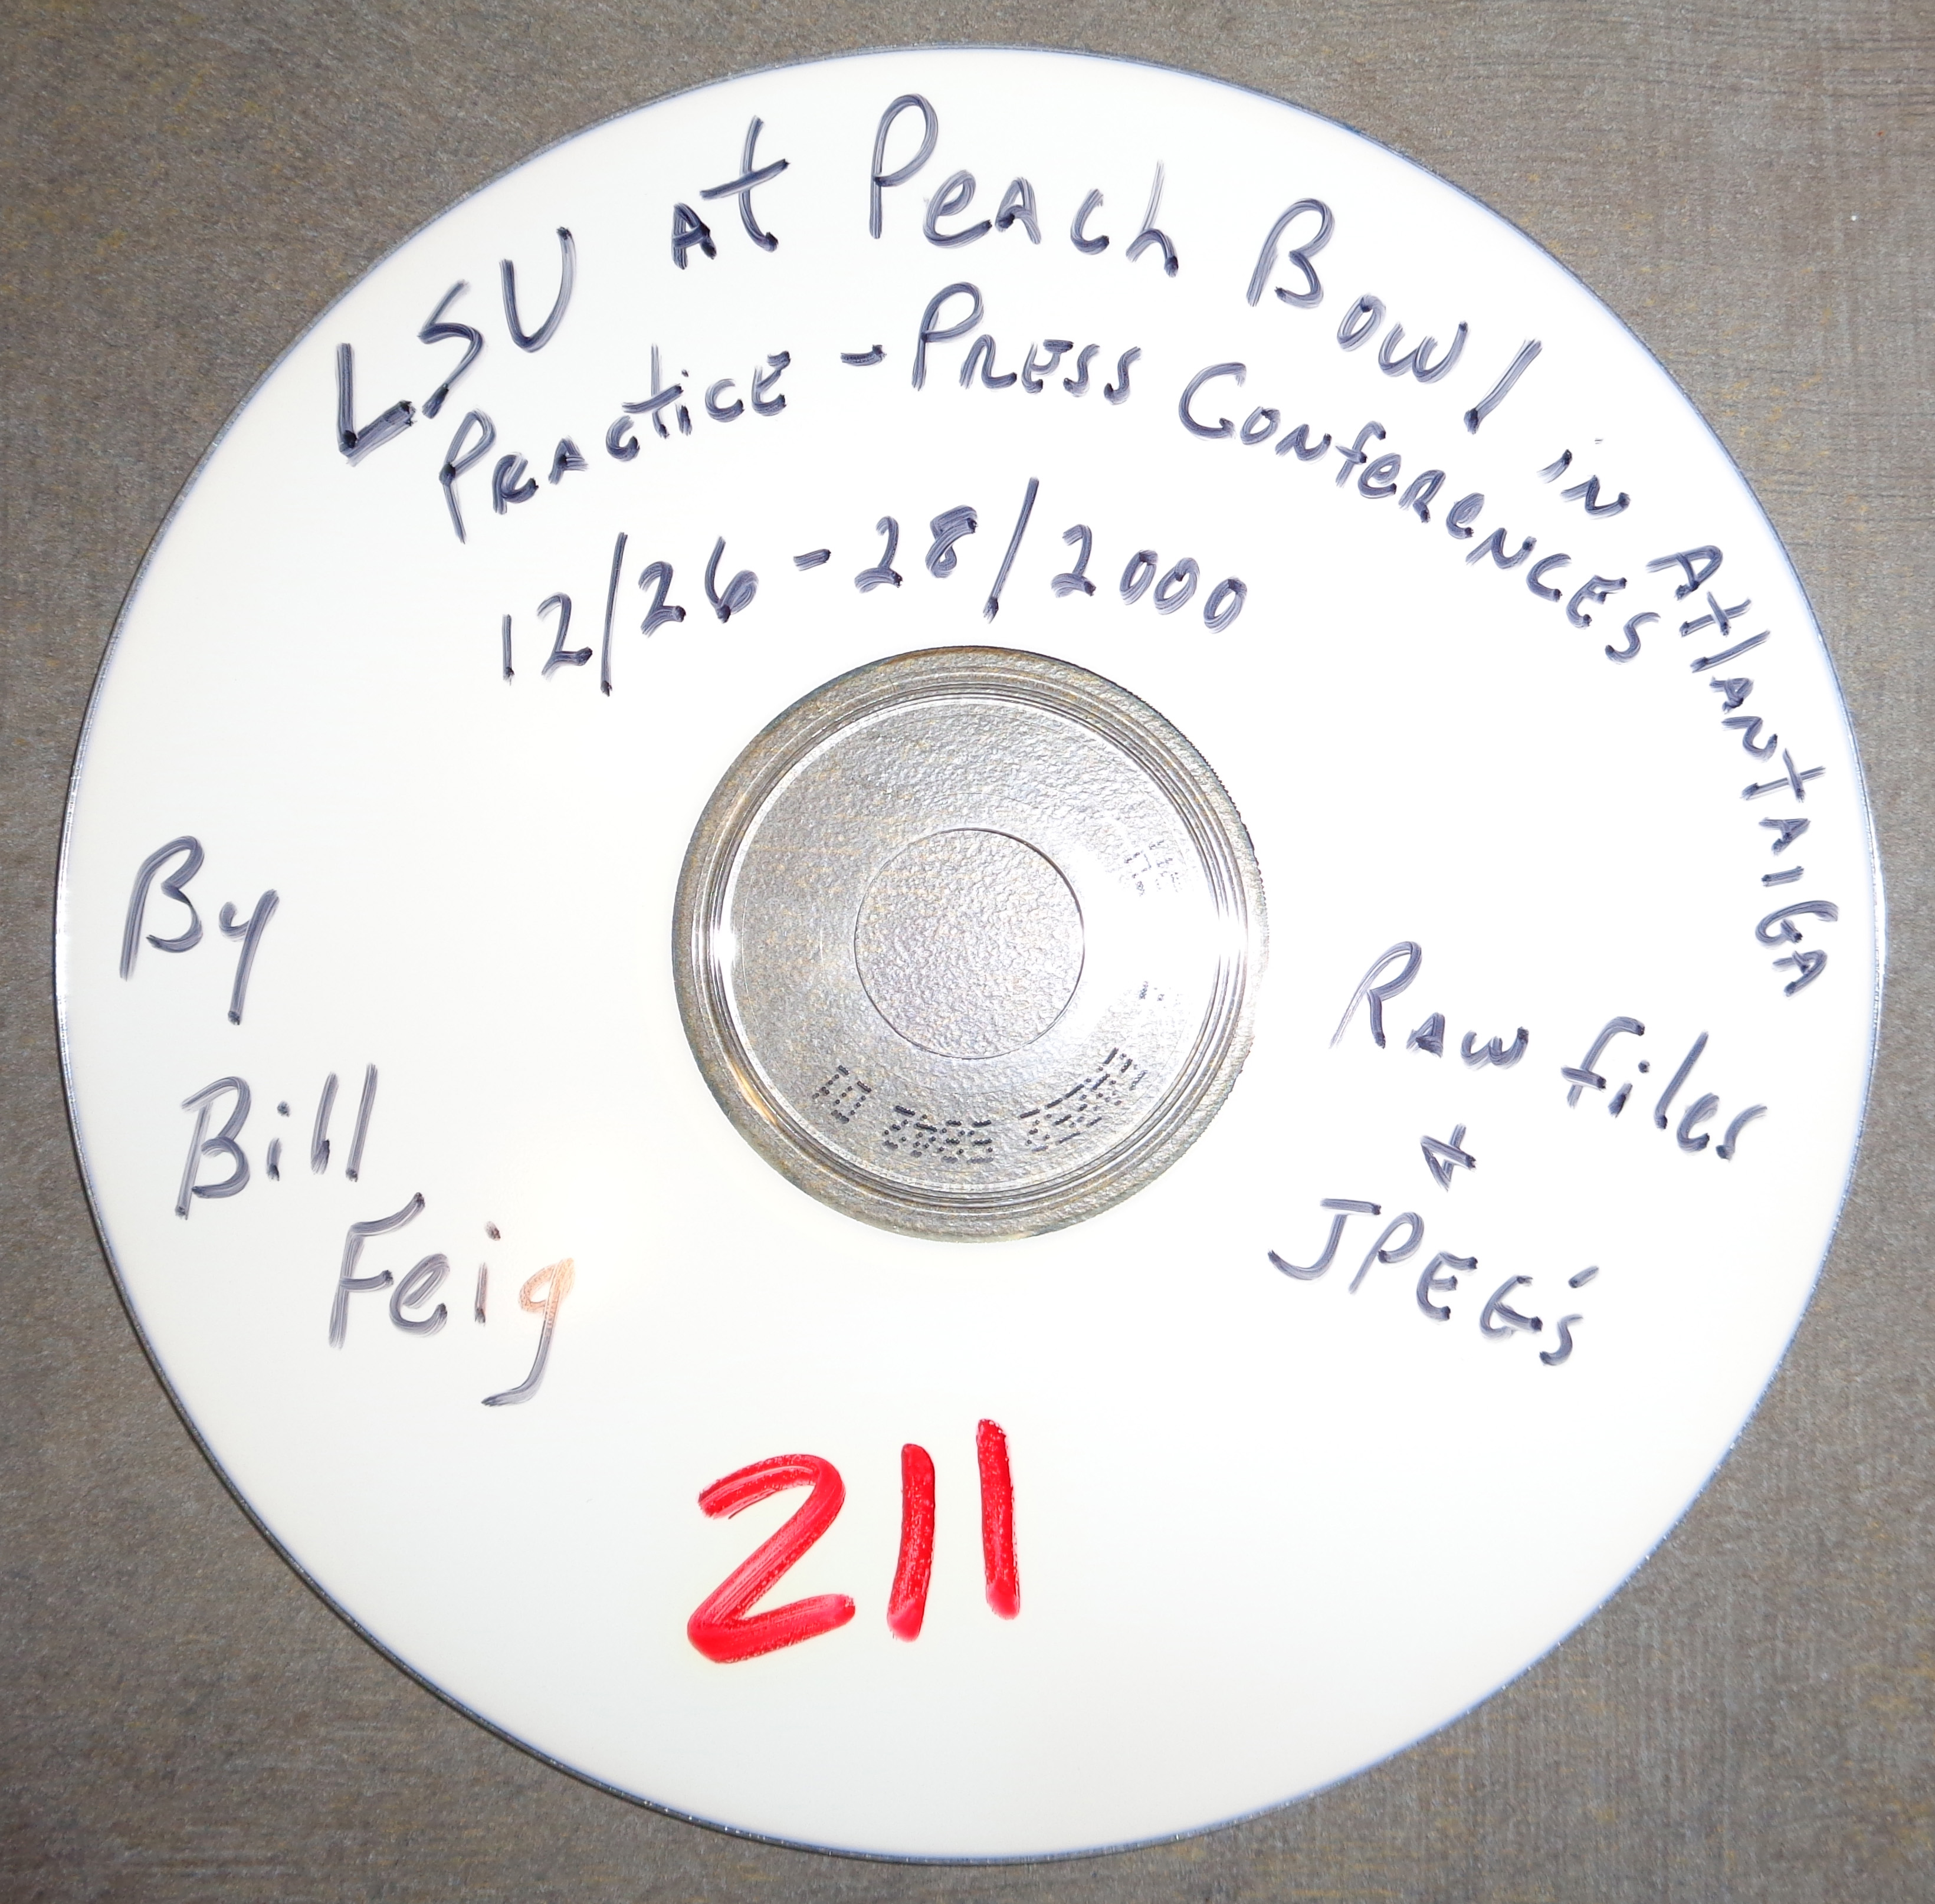 LSU at Peach Bowl in Atlanta, GA
Practice - Press Conferences
12/26-28/2000
By
Bill
Feig
Raw files
&
JPEG's
211